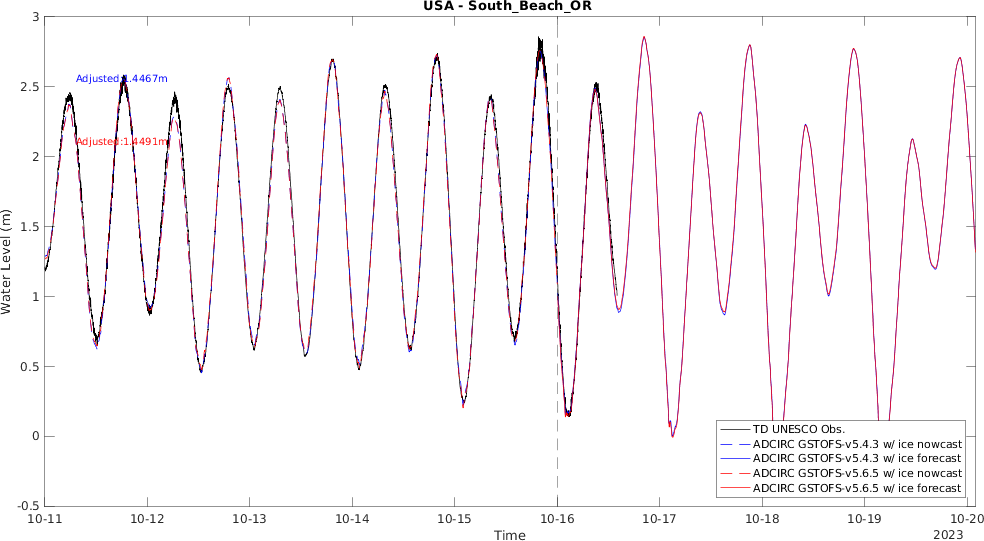 USA - South_Beach_OR
3
2.5
2
1.5
1
0.5
0
-0.5
Water Level (m)
Adjusted:1.4467m
Adjusted:1.4491m
TD UNESCO Obs.
ADCIRC GSTOFS-v5.4.3 w/ ice nowcast
ADCIRC GSTOFS-v5.4.3 w/ ice forecast
ADCIRC GSTOFS-v5.6.5 w/ ice nowcast
ADCIRC GSTOFS-v5.6.5 w/ ice forecast
10-11 10-12 10-13 10-14 10-15 10-16 10-17 10-18 10-19 10-20
2023
Time